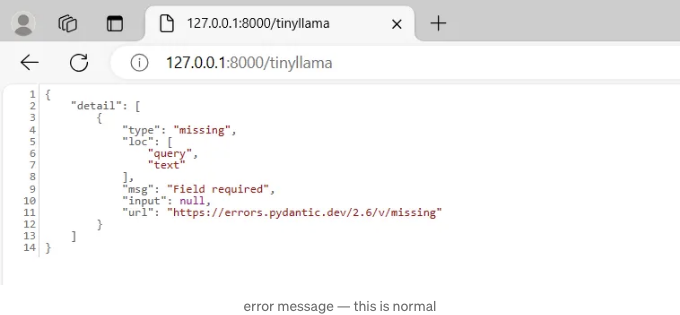 127.0.0.1:8000/tinyllama
127.0.0.1:8000/tinyllama
1 {
2 "detail": [
3 {
4 "type": "missing",
5 "loc": [
6 "query",
7 "text"
8 ],
9 "msg": "Field required",
10 "input": null,
11 "url": "https://errors.pydantic.dev/2.6/v/missing"
12 }
13 ]
14 }
error message — this is normal